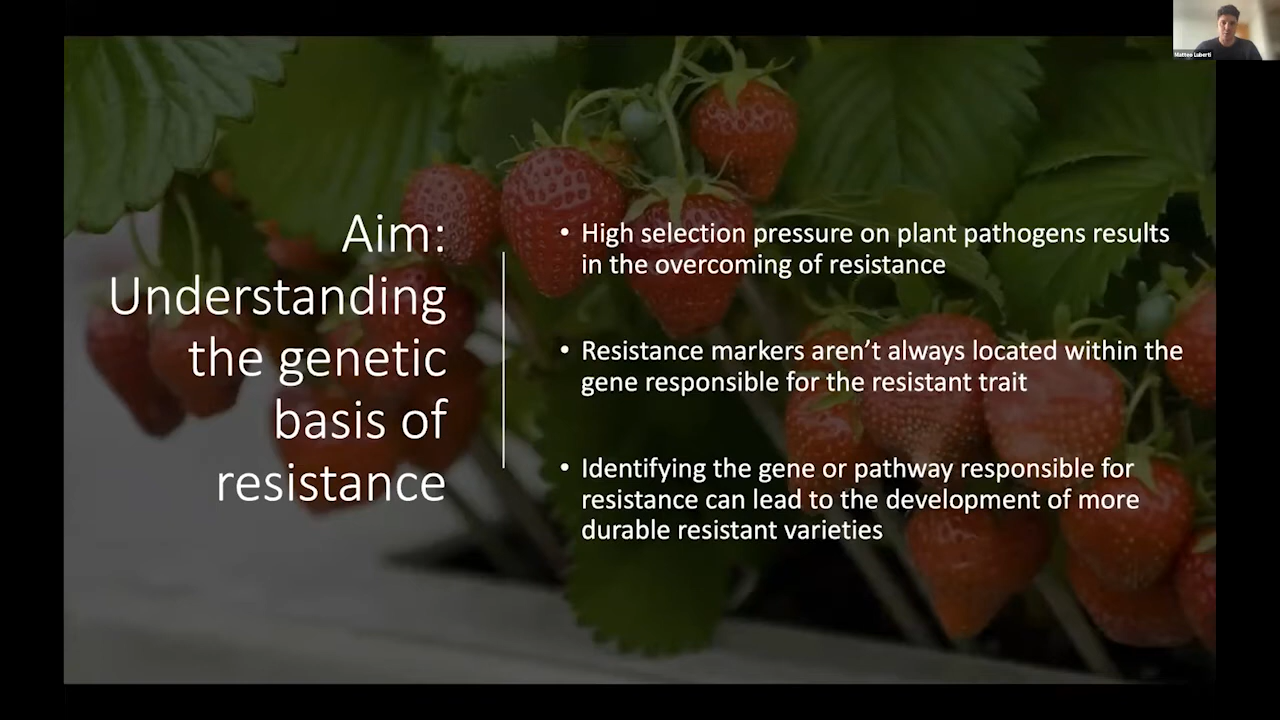 Matteo Luberti
Aim:
Understanding
the genetic
basis of
resistance
• High selection pressure on plant pathogens results
in the overcoming of resistance
• Resistance markers aren’t always located within the
gene responsible for the resistant trait
• Identifying the gene or pathway responsible for
resistance can lead to the development of more
durable resistant varieties